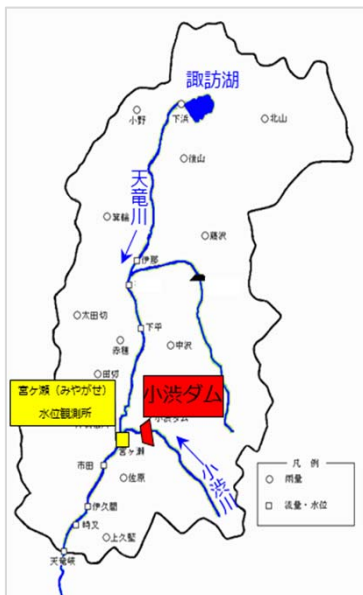 諏訪湖
下浜
小野
北山
後山
天竜川
箕輪
藤沢
伊那
太田切
下平
赤穂
中沢
田切
宮ヶ瀬（みやがせ）
水位観測所
小渋ダム
小渋ダム
宮ヶ瀬
小渋川
市田
佐原
凡 例
雨量
流量・水位
伊久間
時又
上久堅
天竜峡